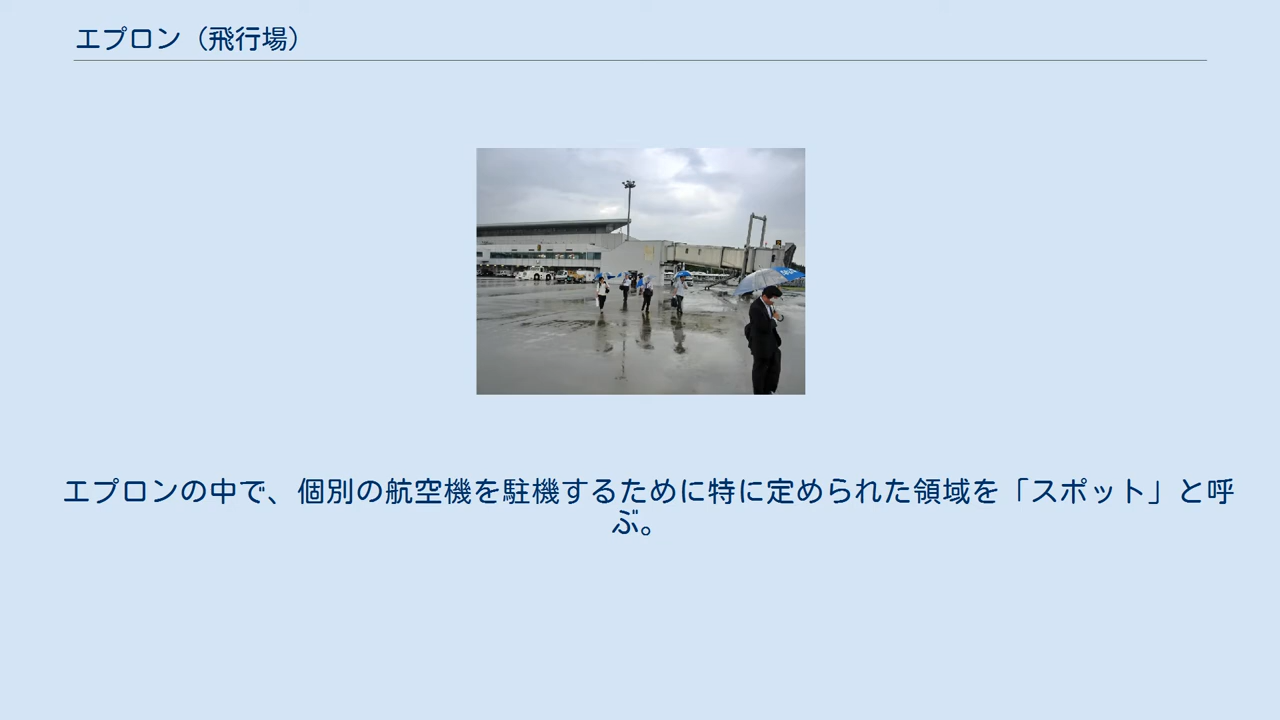 エプロン（飛行場）
エプロンの中で、個別の航空機を駐機するために特に定められた領域を「スポット」と呼
ぶ。